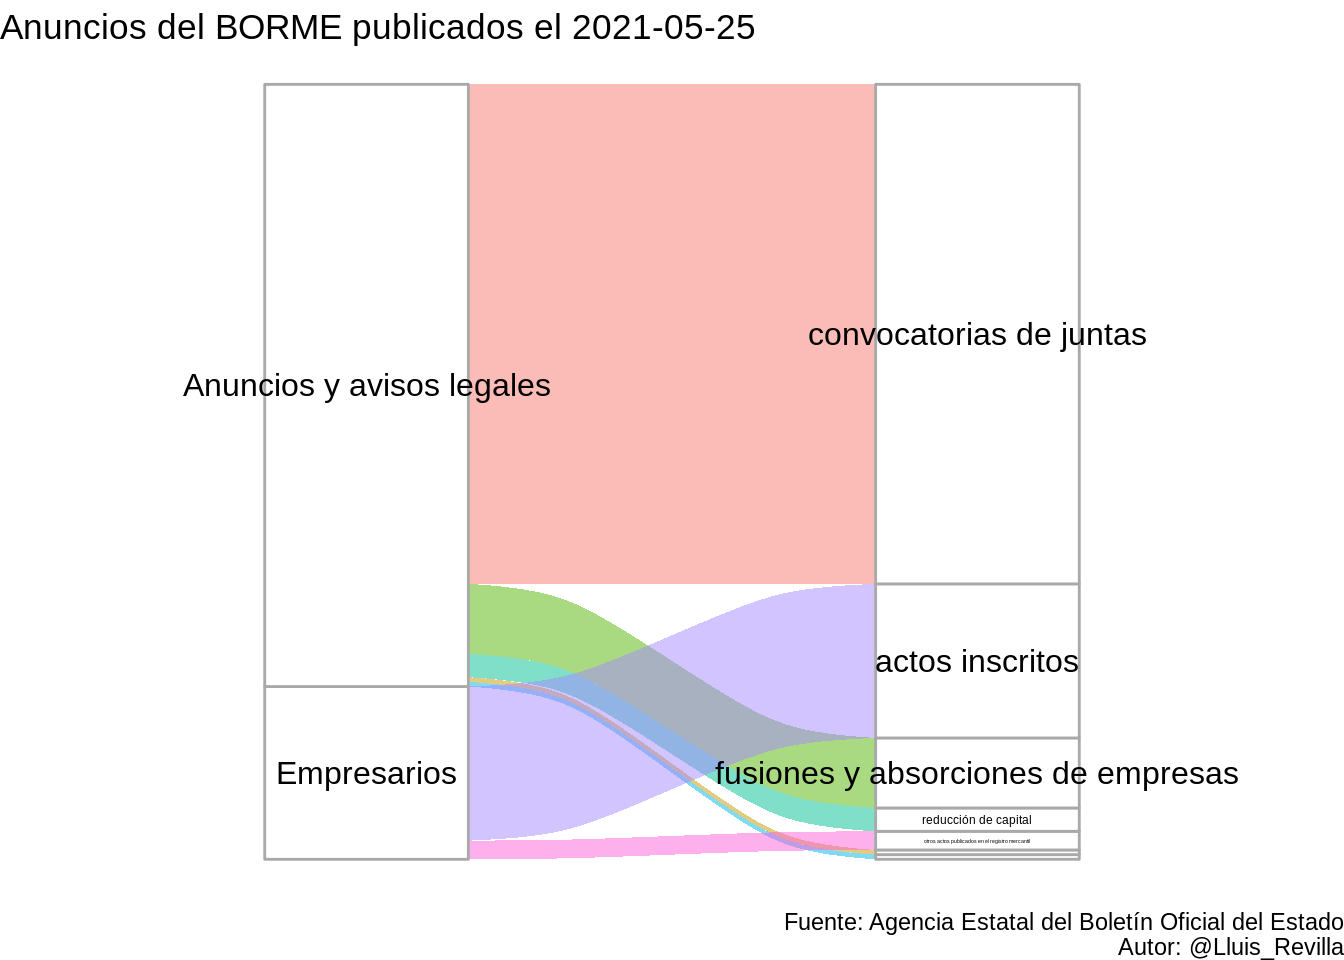 Anuncios del BORME publicados el 2021-05-25
convocatorias de juntas
Anuncios y avisos legales
actos inscritos
Empresarios
fusiones y absorciones de empresas
reducción de capital
otros actos publicados en el registro mercantil
Fuente: Agencia Estatal del Boletín Oficial del Estado
Autor: @Lluis_Revilla